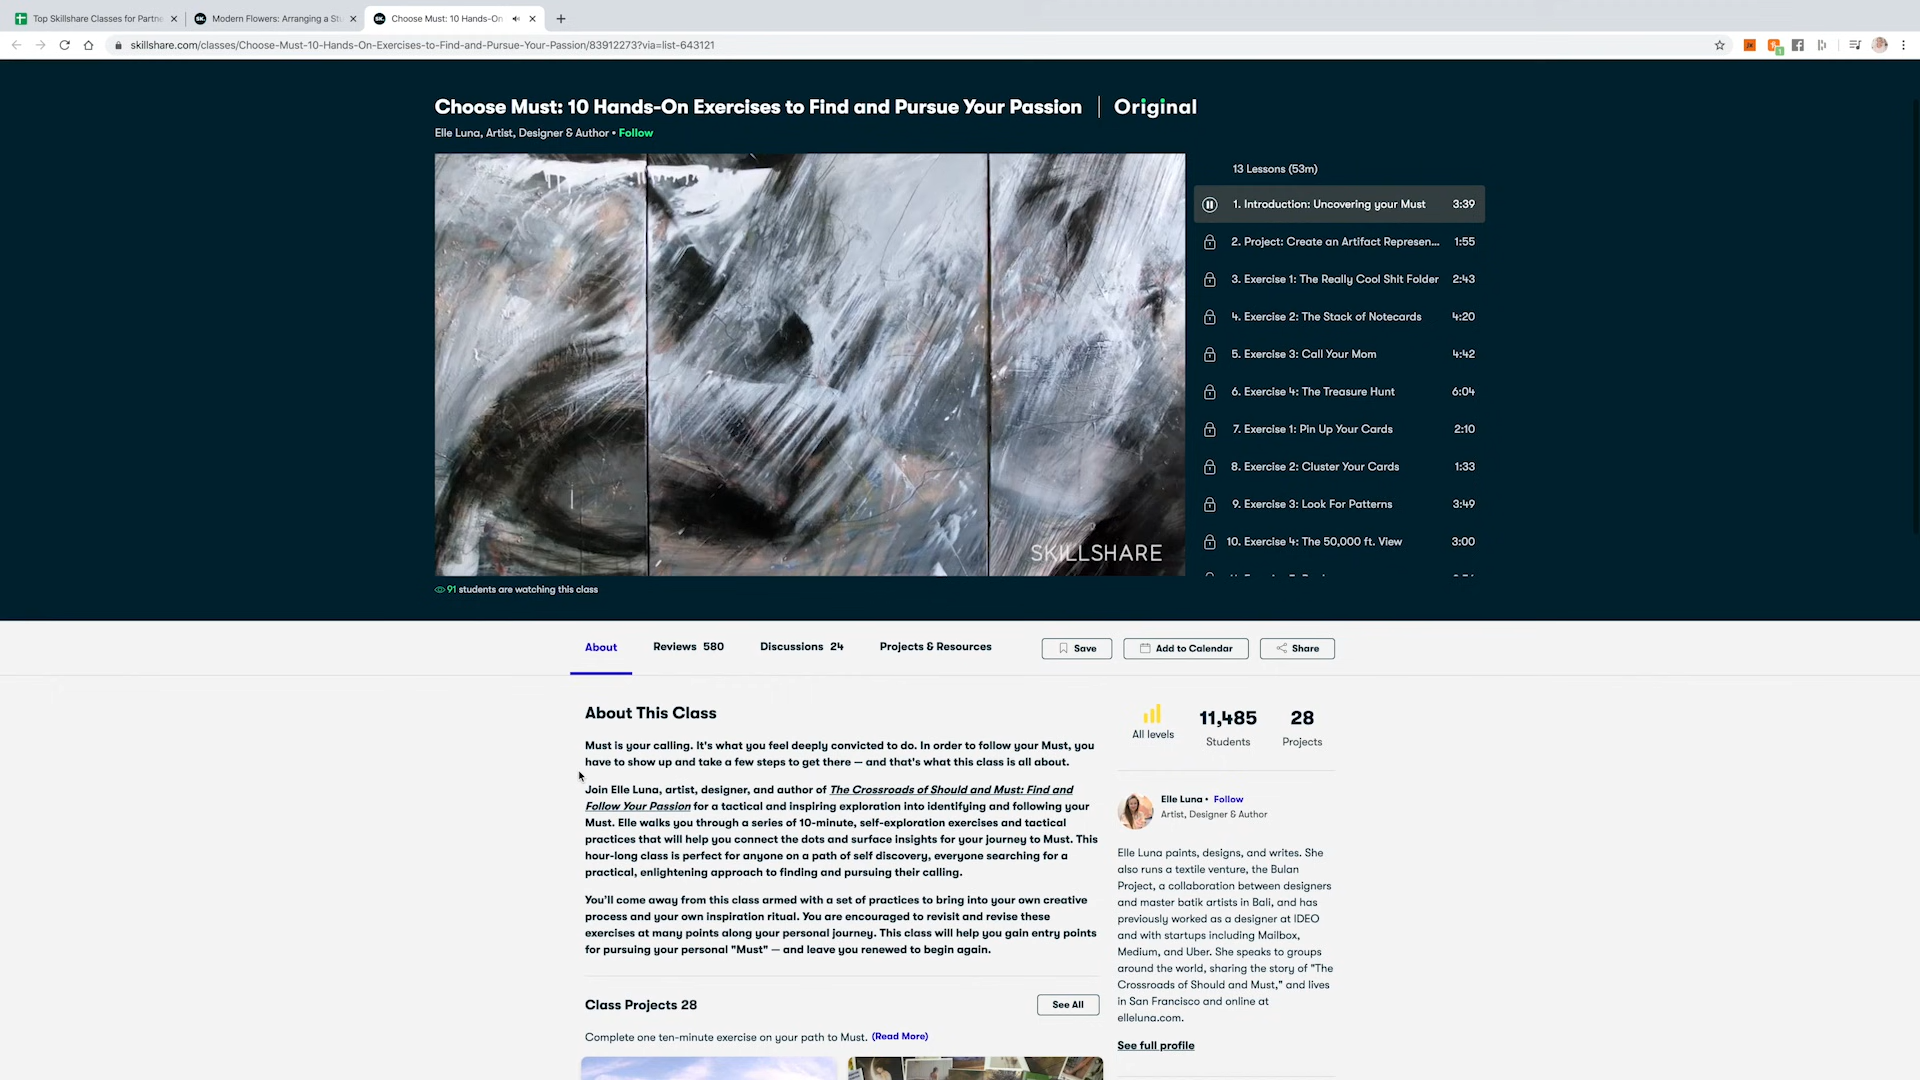 Top Skillshare Classes for Partne
Modern Flowers: Arranging a Stu
Choose Must: 10 Hands-On
skillshare.com/classes/Choose-Must-10-Hands-On-Exercises-to-Find-and-Pursue-Your-Passion/83912273?via=list-643121
Choose Must: 10 Hands-On Exercises to Find and Pursue Your Passion
Original
Elle Luna, Artist, Designer & Author • Follow
SKILLSHARE
91 students are watching this class
13 Lessons (53m)
1. Introduction: Uncovering your Must 3:39
2. Project: Create an Artifact Represen... 1:55
3. Exercise 1: The Really Cool Shit Folder 2:43
4. Exercise 2: The Stack of Notecards 4:20
5. Exercise 3: Call Your Mom 4:42
6. Exercise 4: The Treasure Hunt 6:04
7. Exercise 1: Pin Up Your Cards 2:10
8. Exercise 2: Cluster Your Cards 1:33
9. Exercise 3: Look For Patterns 3:49
10. Exercise 4: The 50,000 ft. View 3:00
About Reviews 580 Discussions 24 Projects & Resources
Save Add to Calendar Share
About This Class
Must is your calling. It's what you feel deeply convicted to do. In order to follow your Must, you
have to show up and take a few steps to get there — and that's what this class is all about.
Join Elle Luna, artist, designer, and author of The Crossroads of Should and Must: Find and
Follow Your Passion for a tactical and inspiring exploration into identifying and following your
Must. Elle walks you through a series of 10-minute, self-exploration exercises and tactical
practices that will help you connect the dots and surface insights for your journey to Must. This
hour-long class is perfect for anyone on a path of self discovery, everyone searching for a
practical, enlightening approach to finding and pursuing their calling.
You'll come away from this class armed with a set of practices to bring into your own creative
process and your own inspiration ritual. You are encouraged to revisit and revise these
exercises at many points along your personal journey. This class will help you gain entry points
for pursuing your personal "Must" — and leave you renewed to begin again.
Class Projects 28
See All
Complete one ten-minute exercise on your path to Must. (Read More)
All levels
11,485
Students
28
Projects
Elle Luna • Follow
Artist, Designer & Author
Elle Luna paints, designs, and writes. She
also runs a textile venture, the Bulan
Project, a collaboration between designers
and master batik artists in Bali, and has
previously worked as a designer at IDEO
and with startups including Mailbox,
Medium, and Uber. She speaks to groups
around the world, sharing the story of "The
Crossroads of Should and Must," and lives
in San Francisco and online at
elleluna.com.
See full profile